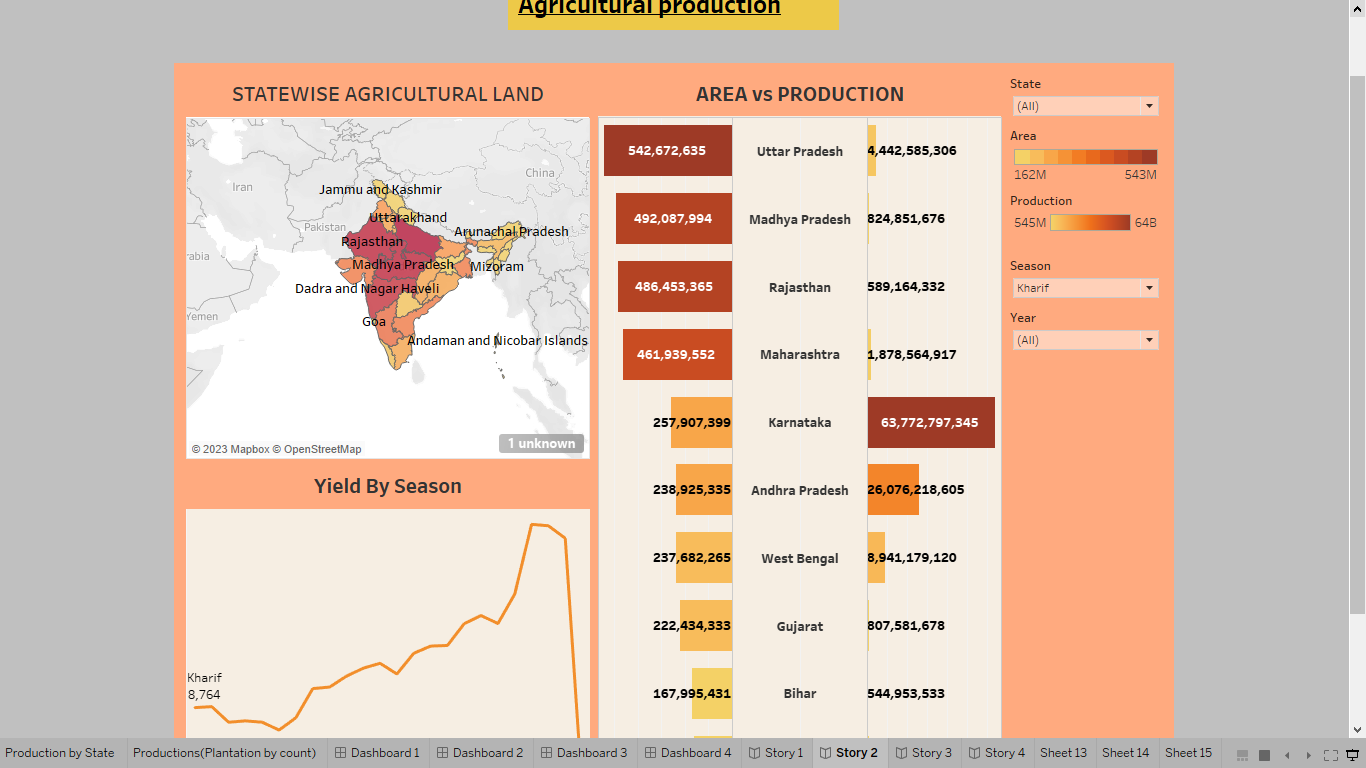 Agricultural production
STATEWISE AGRICULTURAL LAND
Iran
China
Pakistan
rabia
Yemen
Jammu and Kashmir
Uttarakhand
Arunachal Pradesh
Rajasthan
Madhya Pradesh
Mizoram
Dadra and Nagar Haveli
Goa
Andaman and Nicobar Islands
1 unknown
© 2023 Mapbox © OpenStreetMap
Yield By Season
Kharif
8,764
AREA vs PRODUCTION
542,672,635 Uttar Pradesh 4,442,585,306
492,087,994 Madhya Pradesh 824,851,676
486,453,365 Rajasthan 589,164,332
461,939,552 Maharashtra 1,878,564,917
257,907,399 Karnataka 63,772,797,345
238,925,335 Andhra Pradesh 26,076,218,605
237,682,265 West Bengal 8,941,179,120
222,434,333 Gujarat 807,581,678
167,995,431 Bihar 544,953,533
State
(All)
Area
162M 543M
Production
545M 64B
Season
Kharif
Year
(All)
Production by State Productions(Plantation by count) Dashboard 1 Dashboard 2 Dashboard 3 Dashboard 4 Story 1 Story 2 Story 3 Story 4 Sheet 13 Sheet 14 Sheet 15